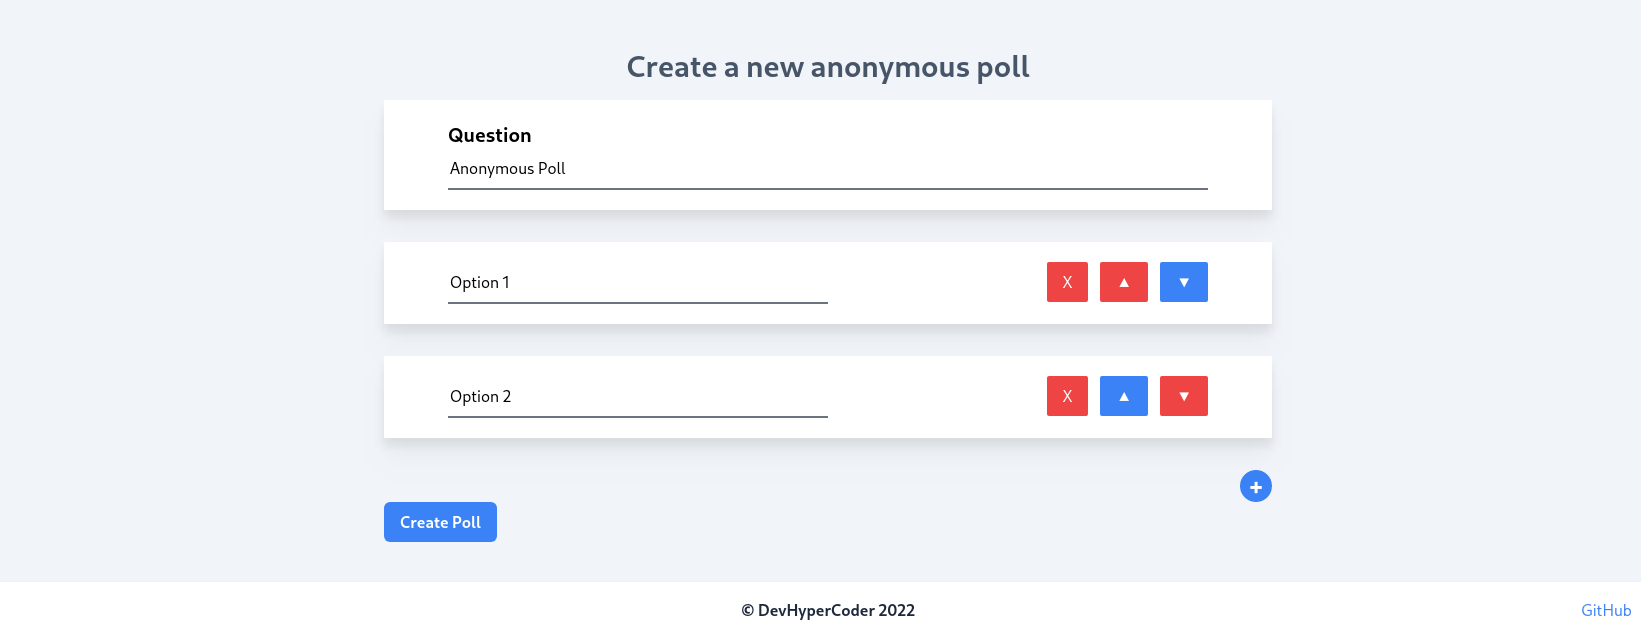 Create a new anonymous poll
Question
Anonymous Poll
Option 1 X ▲ ▼
Option 2 X ▲ ▼
+
Create Poll
© DevHyperCoder 2022 GitHub